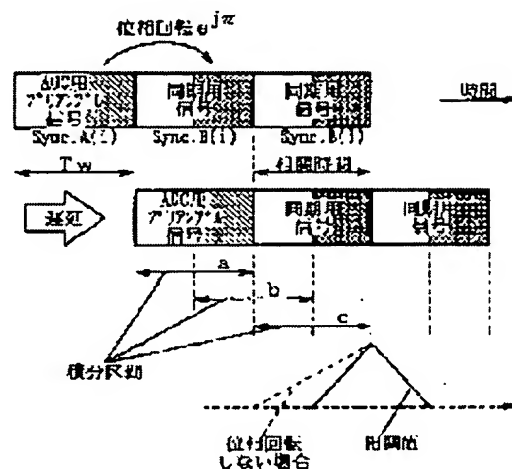 位相回転 e^jπ
AGC用
プリアンブル
信号
同期用
信号
同期用
信号
時間
Sync.A(i)
Sync.B(i)
Sync.B(j)
Tw
相関時間
遅延
AGC用
プリアンブル
信号
同期用
信号
同期用
信号
a
b
c
積分区間
位相回転
しない場合
相関値